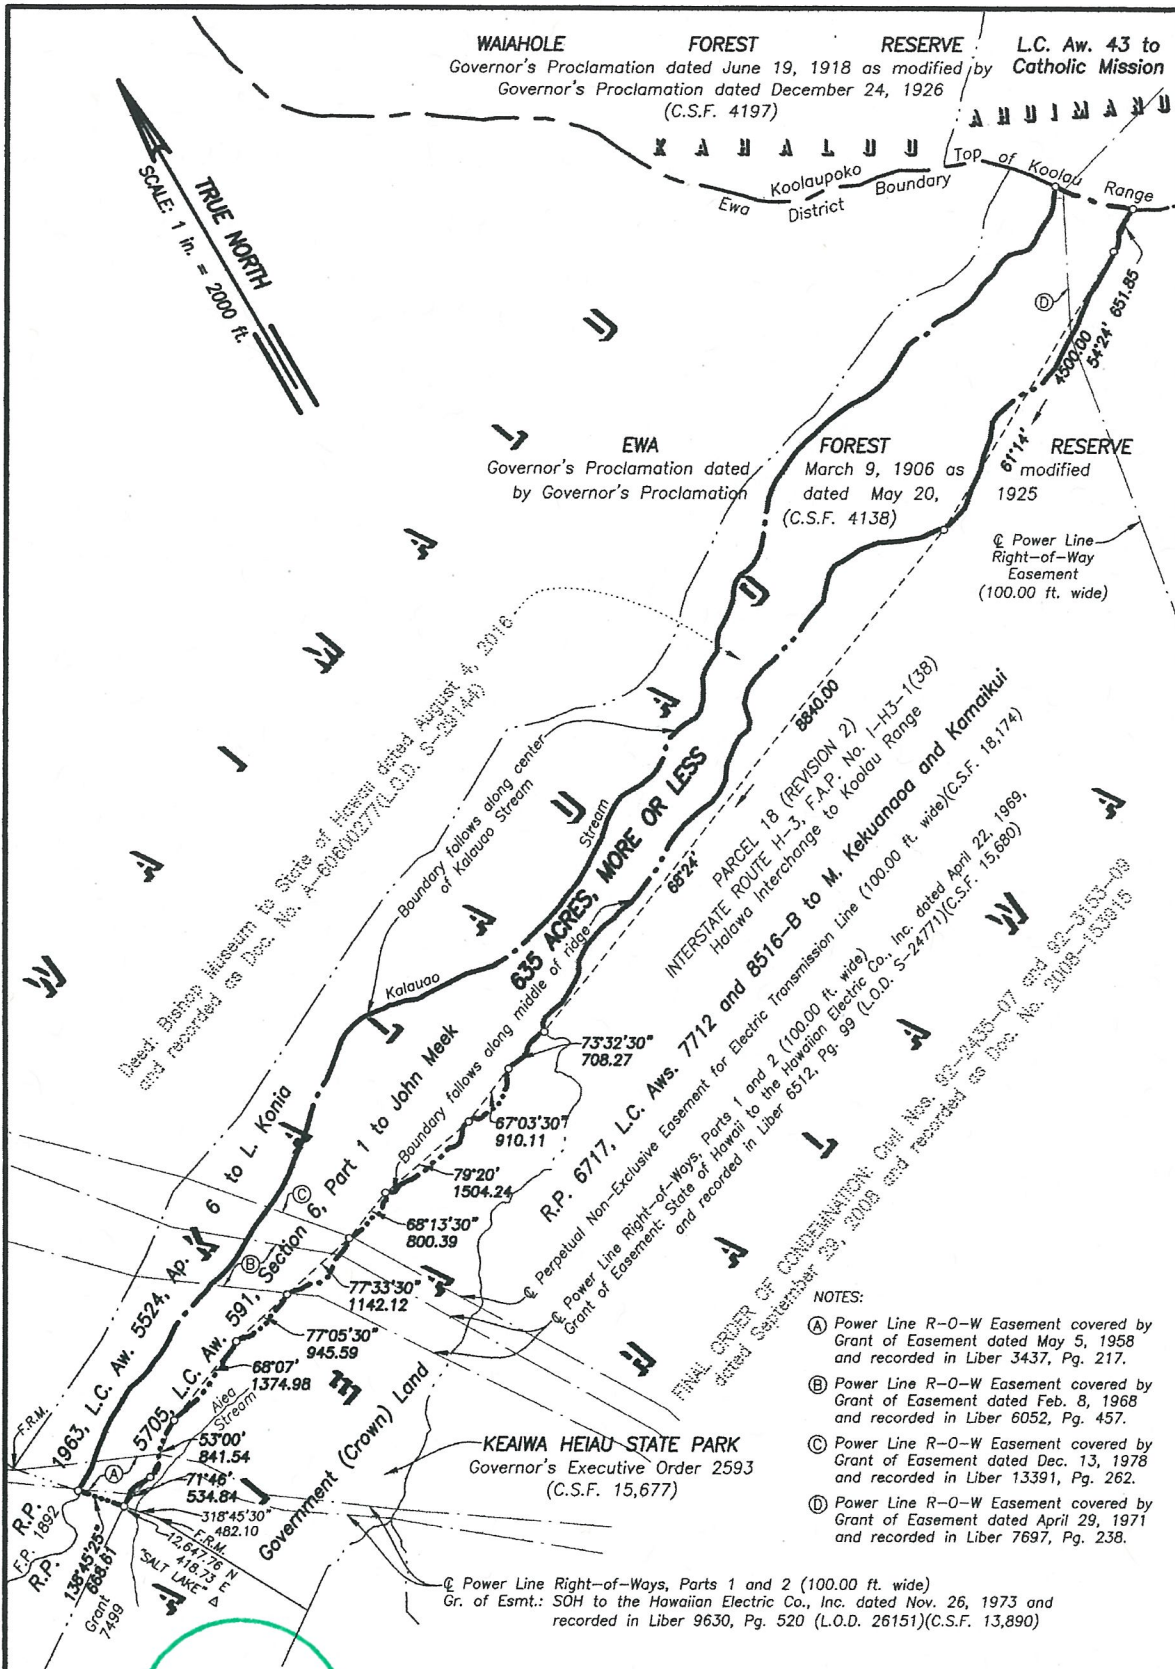 WAIAHOLE FOREST RESERVE
Governor's Proclamation dated June 19, 1918 as modified by
Governor's Proclamation dated December 24, 1926
(C.S.F. 4197)
L.C. Aw. 43 to
Catholic Mission
AHUIMANU
KAHALUU
Top of Koolau Range
Koolaupoko
Ewa District Boundary
TRUE NORTH
SCALE: 1 in. = 2000 ft.
D
54°24' 651.85
4500.00
61°14'
EWA FOREST RESERVE
Governor's Proclamation dated March 9, 1906 as modified
by Governor's Proclamation dated May 20, 1925
(C.S.F. 4138)
℄ Power Line
Right-of-Way
Easement
(100.00 ft. wide)
WAIMALU
KALAUAO
HALAWA
AIEA
Deed: Bishop Museum to State of Hawaii dated August 4, 2016
and recorded as Doc. No. A-60600277(L.O.D. S-29144)
Boundary follows along center
of Kalauao Stream
Kalauao Stream
635 ACRES, MORE OR LESS
8840.00
68°24'
Boundary follows along middle of ridge
PARCEL 18 (REVISION 2)
INTERSTATE ROUTE H-3, F.A.P. No. I-H3-1(38)
Halawa Interchange to Koolau Range
R.P. 6717, L.C. Aws. 7712 and 8516-B to M. Kekuanaoa and Kamaikui
℄ Perpetual Non-Exclusive Easement for Electric Transmission Line (100.00 ft. wide)(C.S.F. 18,174)
℄ Power Line Right-of-Ways, Parts 1 and 2 (100.00 ft. wide)
Grant of Easement: State of Hawaii to the Hawaiian Electric Co., Inc. dated April 22, 1969,
and recorded in Liber 6512, Pg. 99 (L.O.D. S-24771)(C.S.F. 15,680)
FINAL ORDER OF CONDEMNATION: Civil Nos. 92-2435-07 and 92-3153-09
dated September 29, 2008 and recorded as Doc. No. 2008-153915
R.P. 1963, L.C. Aw. 5524, Ap. 6 to L. Konia
R.P. 5705, L.C. Aw. 591, Section 6, Part 1 to John Meek
73°32'30"
708.27
67°03'30"
910.11
79°20'
1504.24
68°13'30"
800.39
77°33'30"
1142.12
77°05'30"
945.59
68°07'
1374.98
Aiea
Stream
53°00'
841.54
71°46'
534.84
318°45'30"
482.10
F.R.M.
12,647.76 N
418.73 E
"SALT LAKE" Δ
138°45'25"
668.61
Grant
7499
F.P. 1892
F.R.M.
A
B
C
Government (Crown) Land
KEAIWA HEIAU STATE PARK
Governor's Executive Order 2593
(C.S.F. 15,677)
NOTES:
A Power Line R-O-W Easement covered by
Grant of Easement dated May 5, 1958
and recorded in Liber 3437, Pg. 217.
B Power Line R-O-W Easement covered by
Grant of Easement dated Feb. 8, 1968
and recorded in Liber 6052, Pg. 457.
C Power Line R-O-W Easement covered by
Grant of Easement dated Dec. 13, 1978
and recorded in Liber 13391, Pg. 262.
D Power Line R-O-W Easement covered by
Grant of Easement dated April 29, 1971
and recorded in Liber 7697, Pg. 238.
℄ Power Line Right-of-Ways, Parts 1 and 2 (100.00 ft. wide)
Gr. of Esmt.: SOH to the Hawaiian Electric Co., Inc. dated Nov. 26, 1973 and
recorded in Liber 9630, Pg. 520 (L.O.D. 26151)(C.S.F. 13,890)